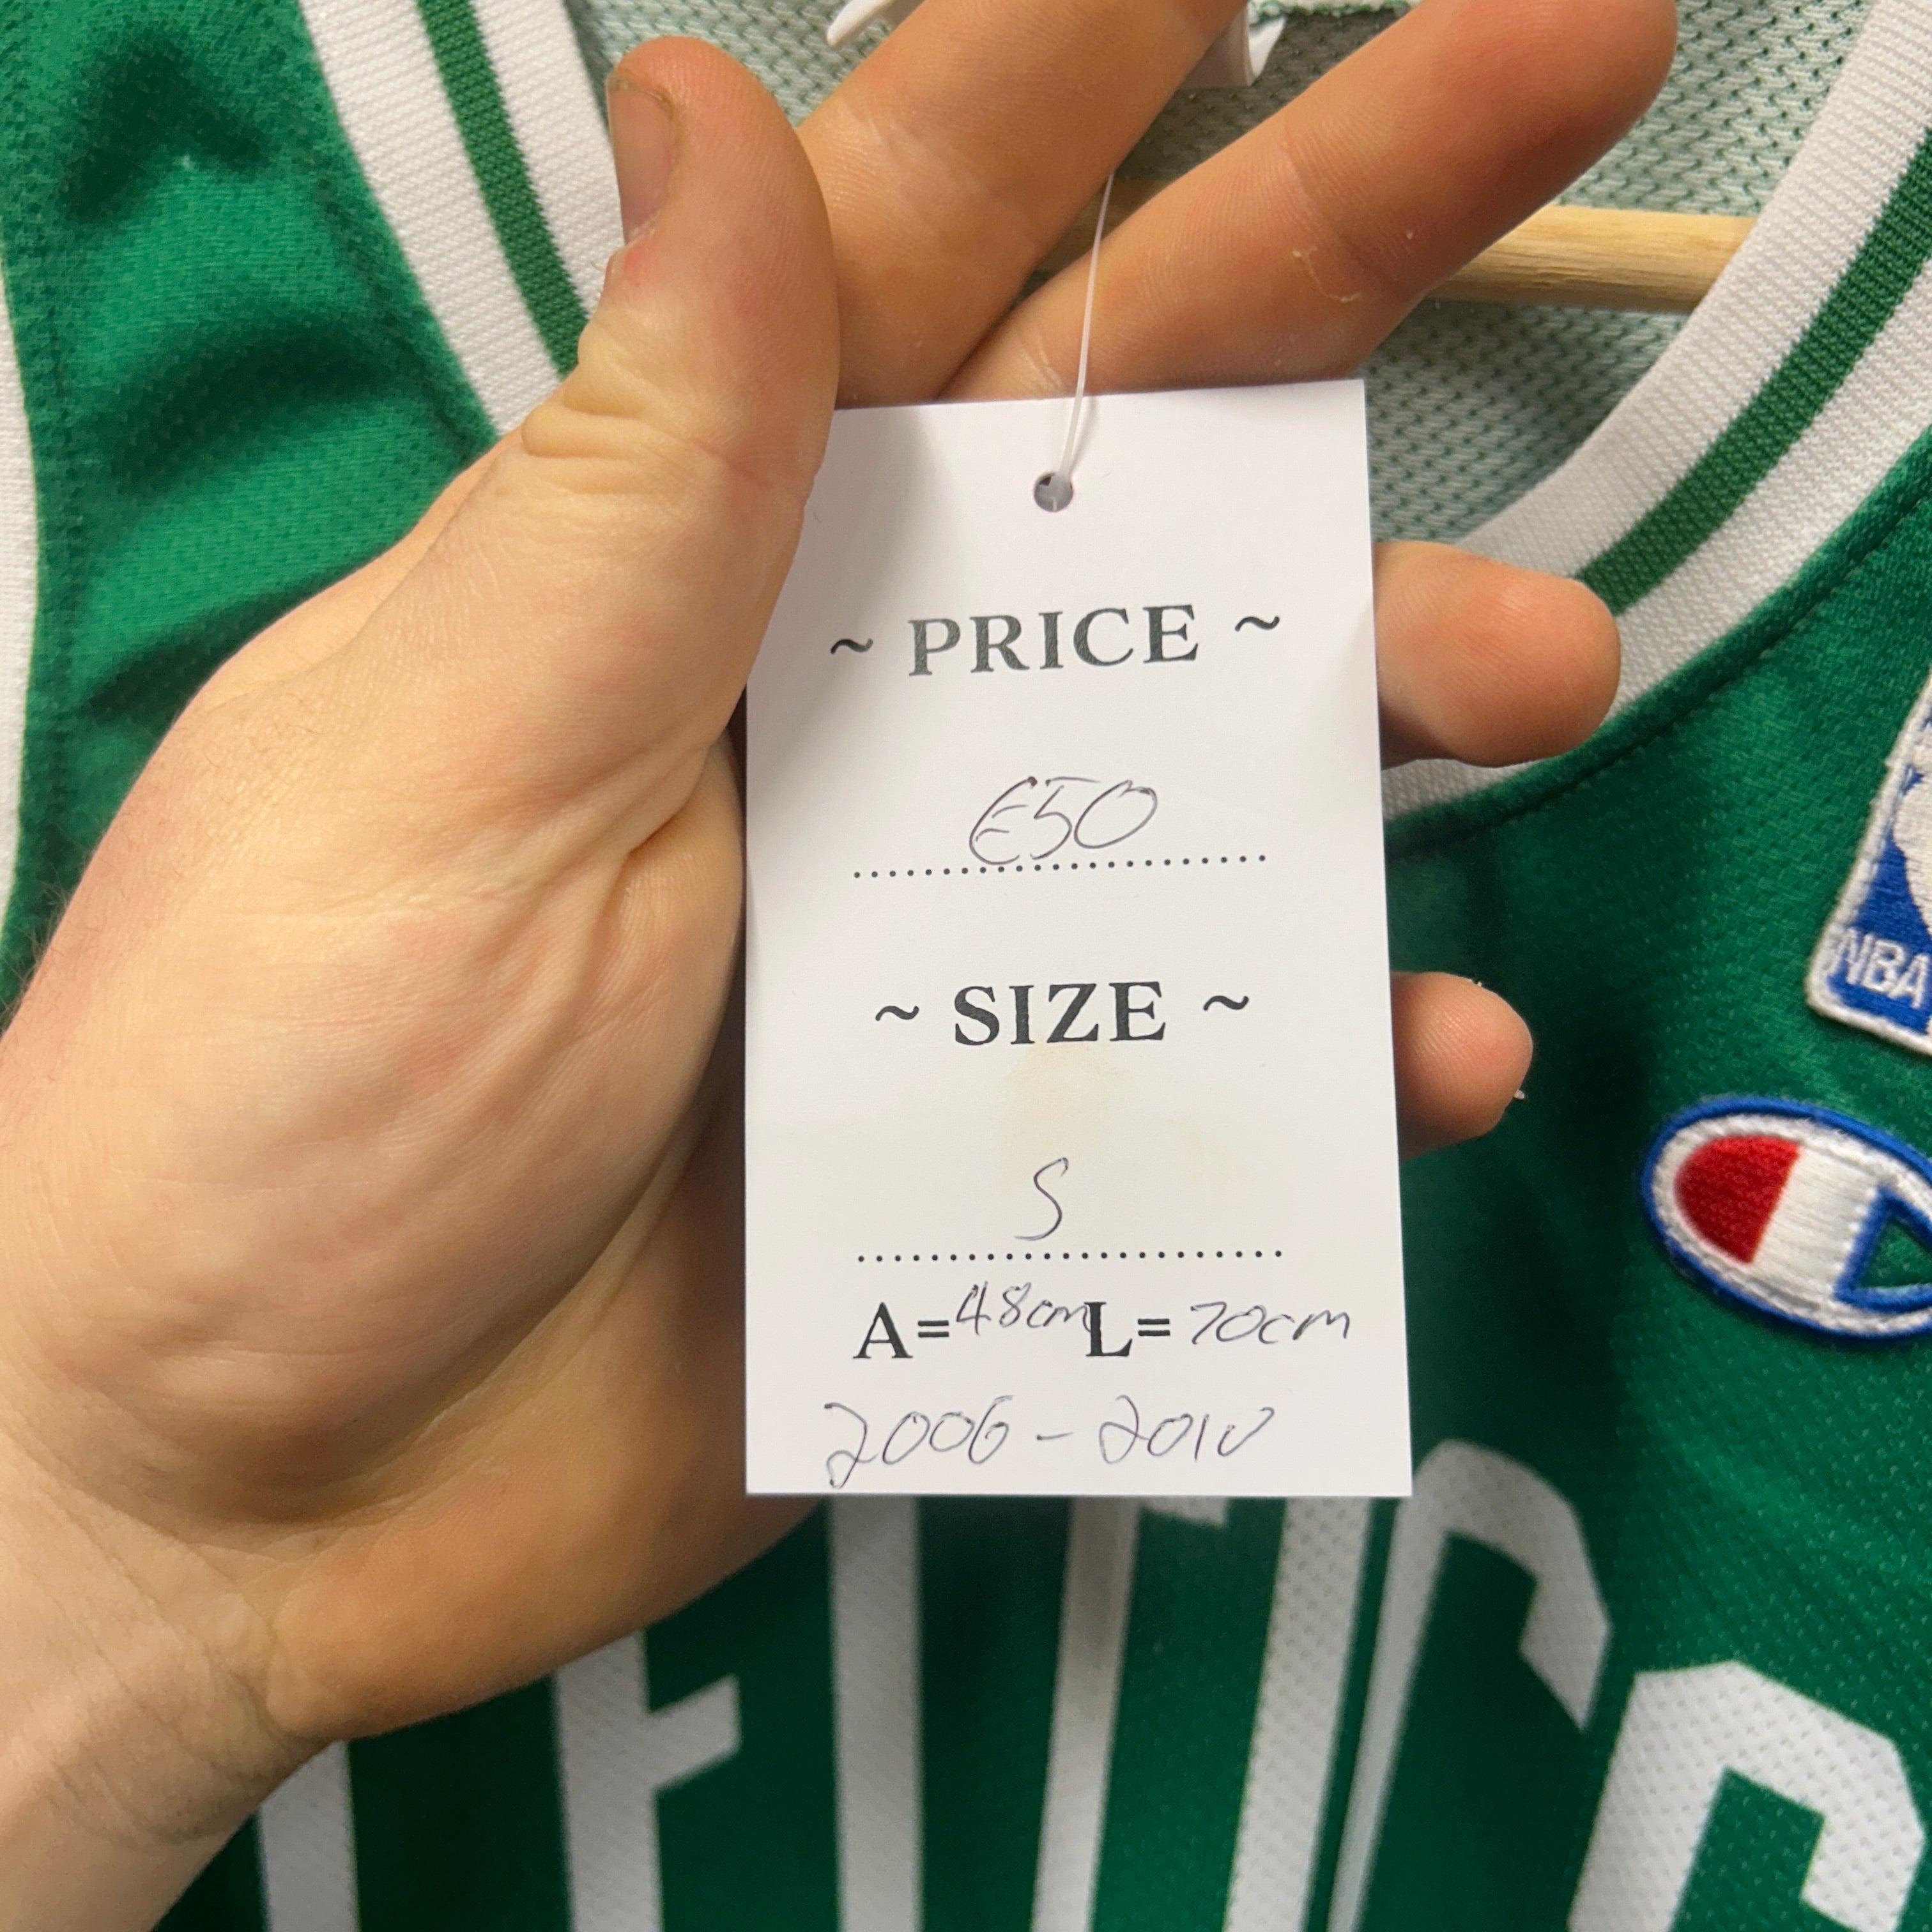 ~ PRICE ~
€50
~ SIZE ~
S
A=48cm L=70cm
2006-2010
NBA